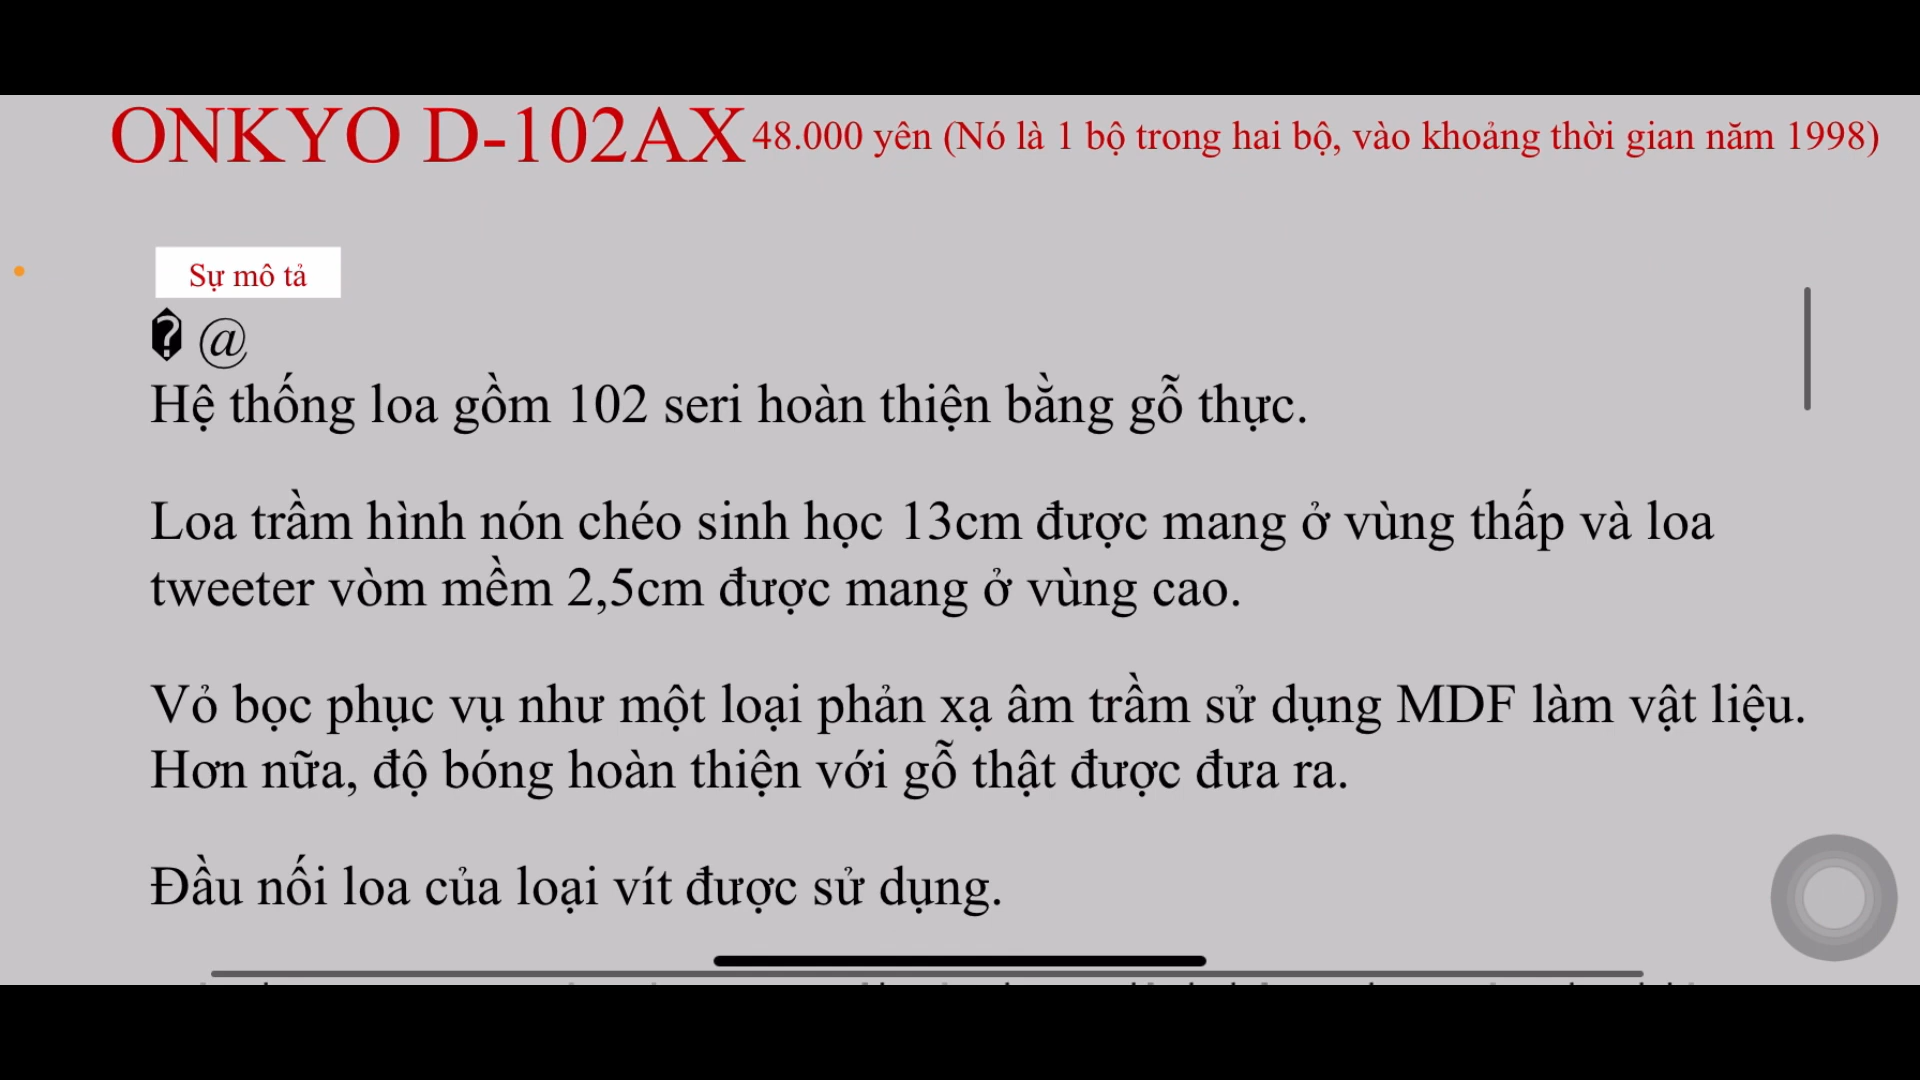 ONKYO D-102AX 48.000 yên (Nó là 1 bộ trong hai bộ, vào khoảng thời gian năm 1998)
Sự mô tả
� @
Hệ thống loa gồm 102 seri hoàn thiện bằng gỗ thực.
Loa trầm hình nón chéo sinh học 13cm được mang ở vùng thấp và loa
tweeter vòm mềm 2,5cm được mang ở vùng cao.
Vỏ bọc phục vụ như một loại phản xạ âm trầm sử dụng MDF làm vật liệu.
Hơn nữa, độ bóng hoàn thiện với gỗ thật được đưa ra.
Đầu nối loa của loại vít được sử dụng.